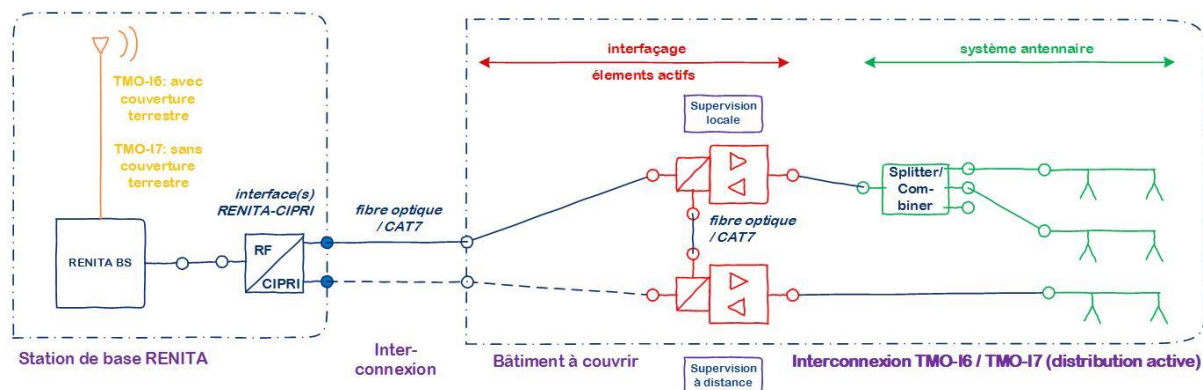 TMO-I6: avec
couverture
terrestre
TMO-I7: sans
couverture
terrestre
RENITA BS
interface(s)
RENITA-CIPRI
RF
CIPRI
Station de base RENITA
fibre optique
/ CAT7
Inter-
connexion
interfaçage
élements actifs
Supervision
locale
fibre optique
/ CAT7
Bâtiment à couvrir
Supervision
à distance
système antennaire
Splitter/
Com-
biner
Interconnexion TMO-I6 / TMO-I7 (distribution active)